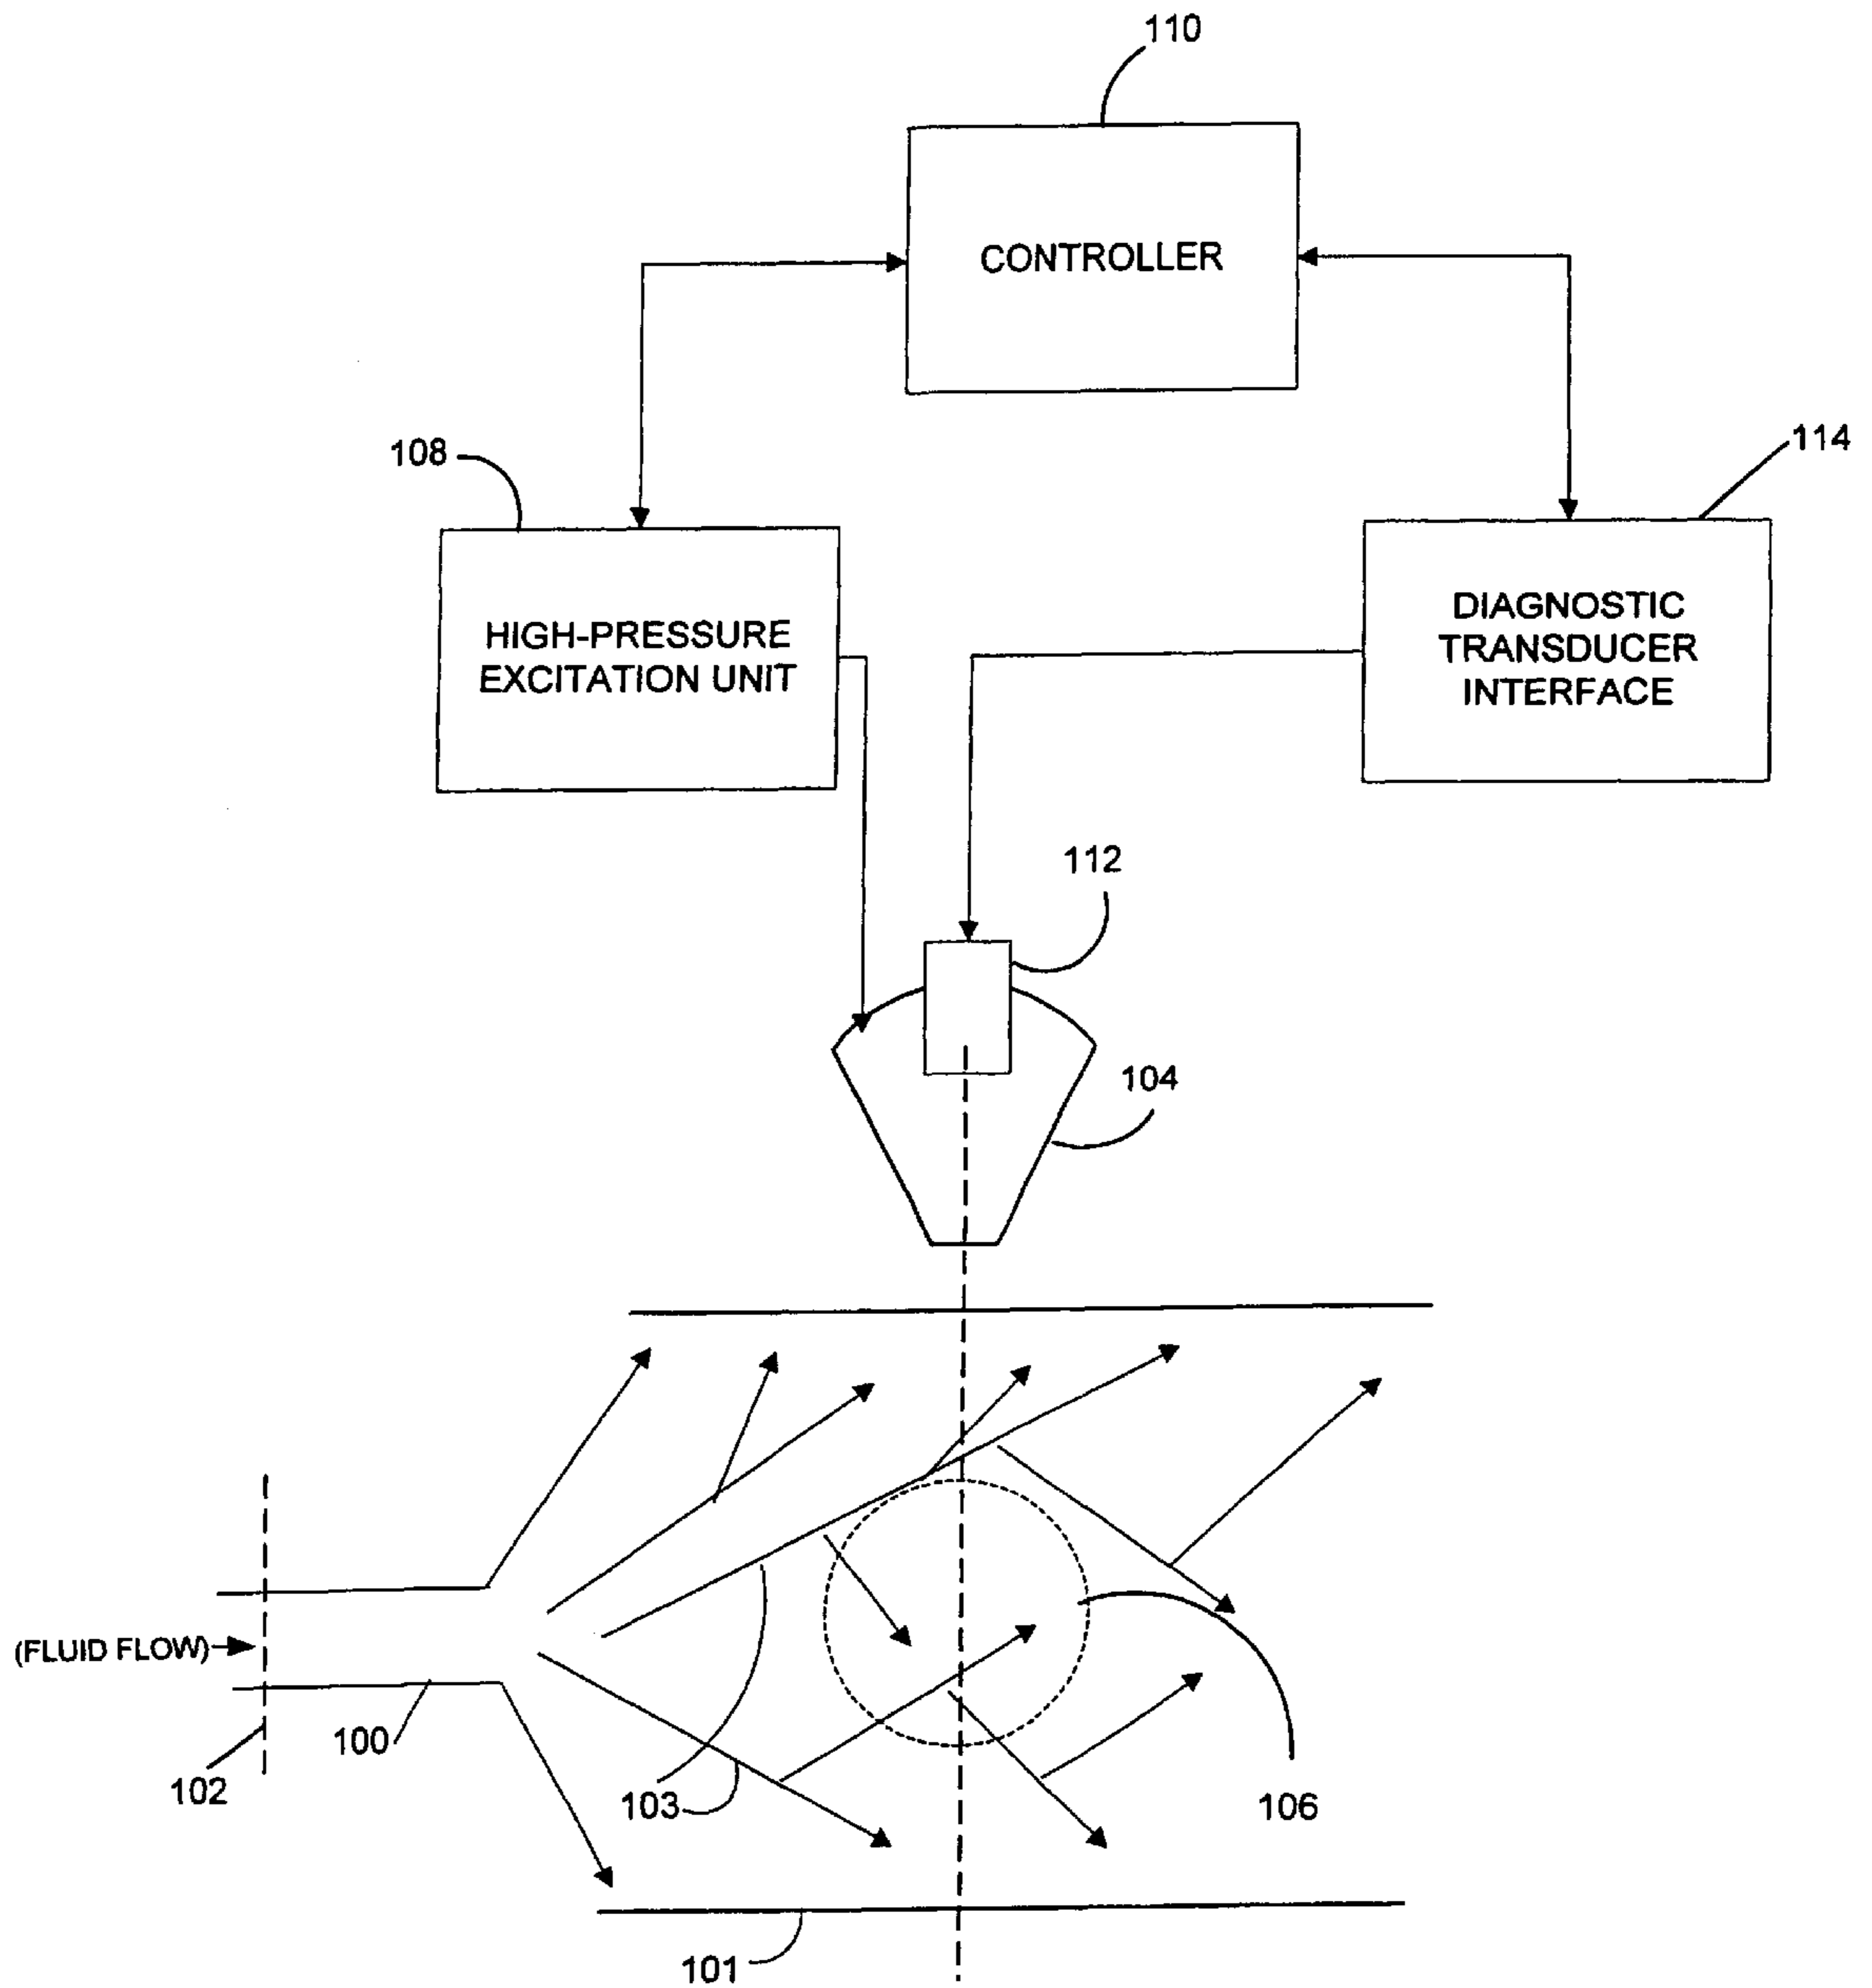 110
CONTROLLER
108
114
HIGH-PRESSURE
EXCITATION UNIT
DIAGNOSTIC
TRANSDUCER
INTERFACE
112
104
(FLUID FLOW)
100
102
103
106
101